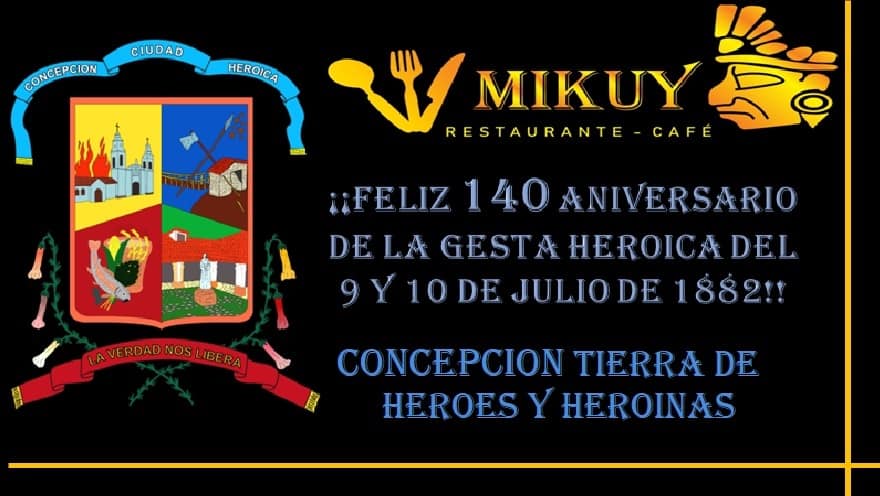 CONCEPCION CIUDAD HEROICA
LA VERDAD NOS LIBERA
MIKUY
RESTAURANTE - CAFÉ
¡¡FELIZ 140 ANIVERSARIO
DE LA GESTA HEROICA DEL
9 Y 10 DE JULIO DE 1882!!
CONCEPCION TIERRA DE
HEROES Y HEROINAS